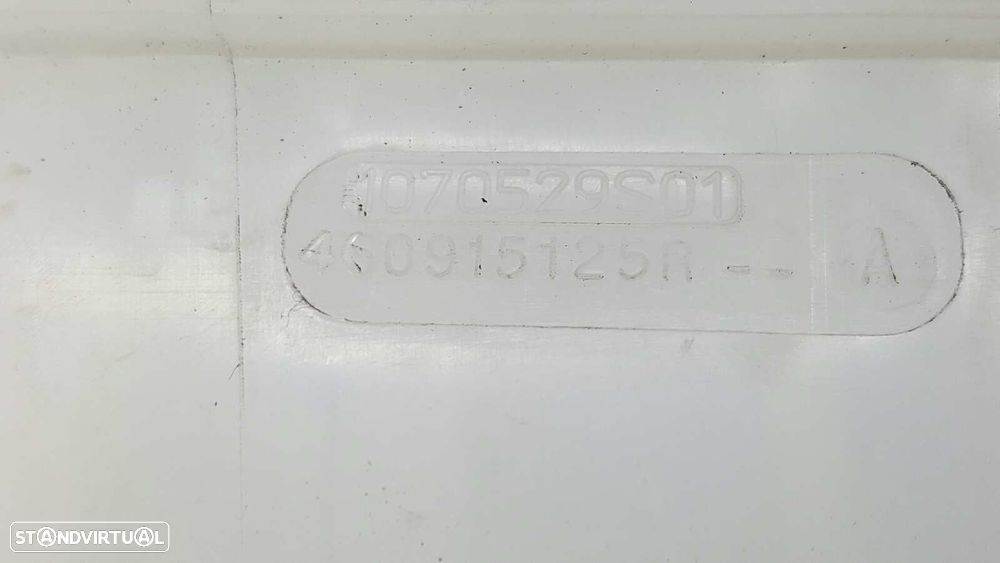 1070529S01
460915125R -- A
STANDVIRTUAL